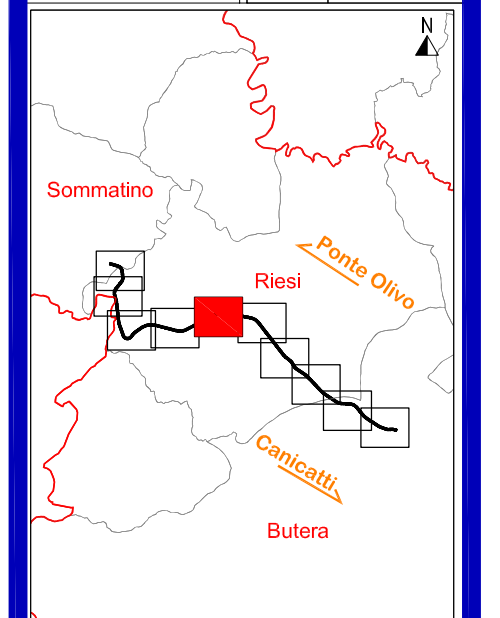 N
Sommatino
Ponte Olivo
Riesi
Canicatti
Butera